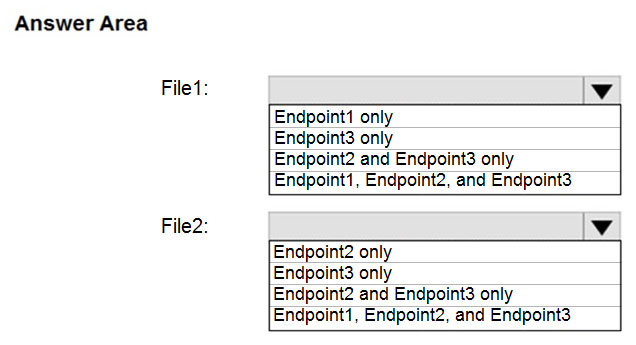 Answer Area
File1:
Endpoint1 only
Endpoint3 only
Endpoint2 and Endpoint3 only
Endpoint1, Endpoint2, and Endpoint3
File2:
Endpoint2 only
Endpoint3 only
Endpoint2 and Endpoint3 only
Endpoint1, Endpoint2, and Endpoint3